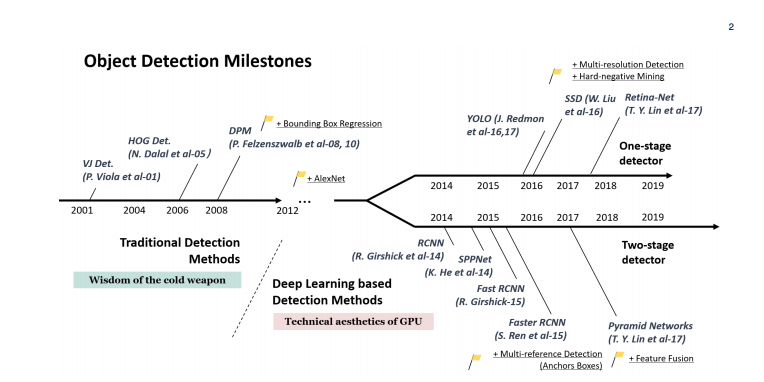 2
Object Detection Milestones
+ Multi-resolution Detection
+ Hard-negative Mining
SSD (W. Liu
et al-16)
Retina-Net
(T. Y. Lin et al-17)
YOLO (J. Redmon
et al-16,17)
+ Bounding Box Regression
DPM
(P. Felzenszwalb et al-08, 10)
HOG Det.
(N. Dalal et al-05)
VJ Det.
(P. Viola et al-01)
+ AlexNet
One-stage
detector
2014 2015 2016 2017 2018 2019
2001 2004 2006 2008 2012 ...
2014 2015 2016 2017 2018 2019
Traditional Detection
Methods
Wisdom of the cold weapon
Deep Learning based
Detection Methods
Technical aesthetics of GPU
RCNN
(R. Girshick et al-14)
SPPNet
(K. He et al-14)
Fast RCNN
(R. Girshick-15)
Faster RCNN
(S. Ren et al-15)
Two-stage
detector
Pyramid Networks
(T. Y. Lin et al-17)
+ Multi-reference Detection
(Anchors Boxes)
+ Feature Fusion